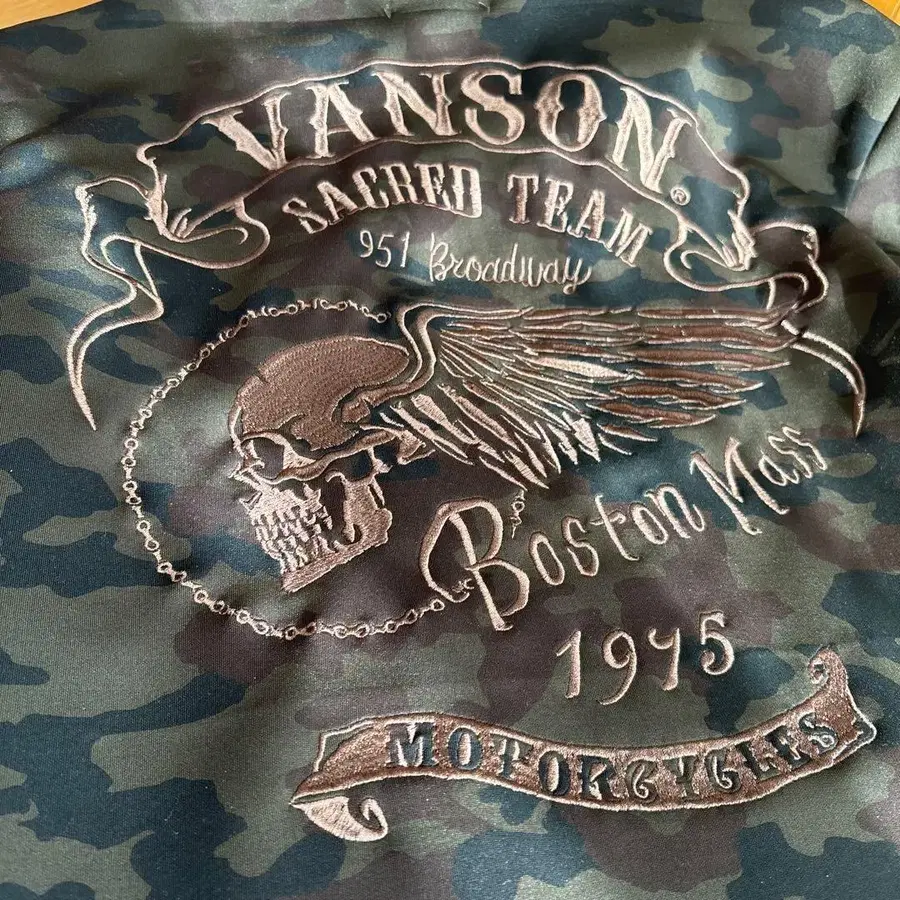 VANSON®
SACRED TEAM
951 Broadway
Boston Mass
1975
MOTORCYCLES